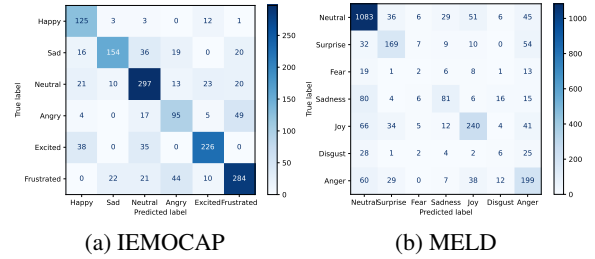 Happy 125 3 3 0 12 1
Sad 16 154 36 19 0 20
Neutral 21 10 297 13 23 20
Angry 4 0 17 95 5 49
Excited 38 0 35 0 226 0
Frustrated 0 22 21 44 10 284
Happy Sad Neutral Angry Excited Frustrated
Predicted label
True label
0 50 100 150 200 250
(a) IEMOCAP
Neutral 1083 36 6 29 51 6 45
Surprise 32 169 7 9 10 0 54
Fear 19 1 2 6 8 1 13
Sadness 80 4 4 81 6 16 15
Joy 66 34 5 12 240 4 41
Disgust 28 1 2 4 2 6 25
Anger 60 29 0 7 38 12 199
Neutral Surprise Fear Sadness Joy Disgust Anger
Predicted label
True label
0 200 400 600 800 1000
(b) MELD